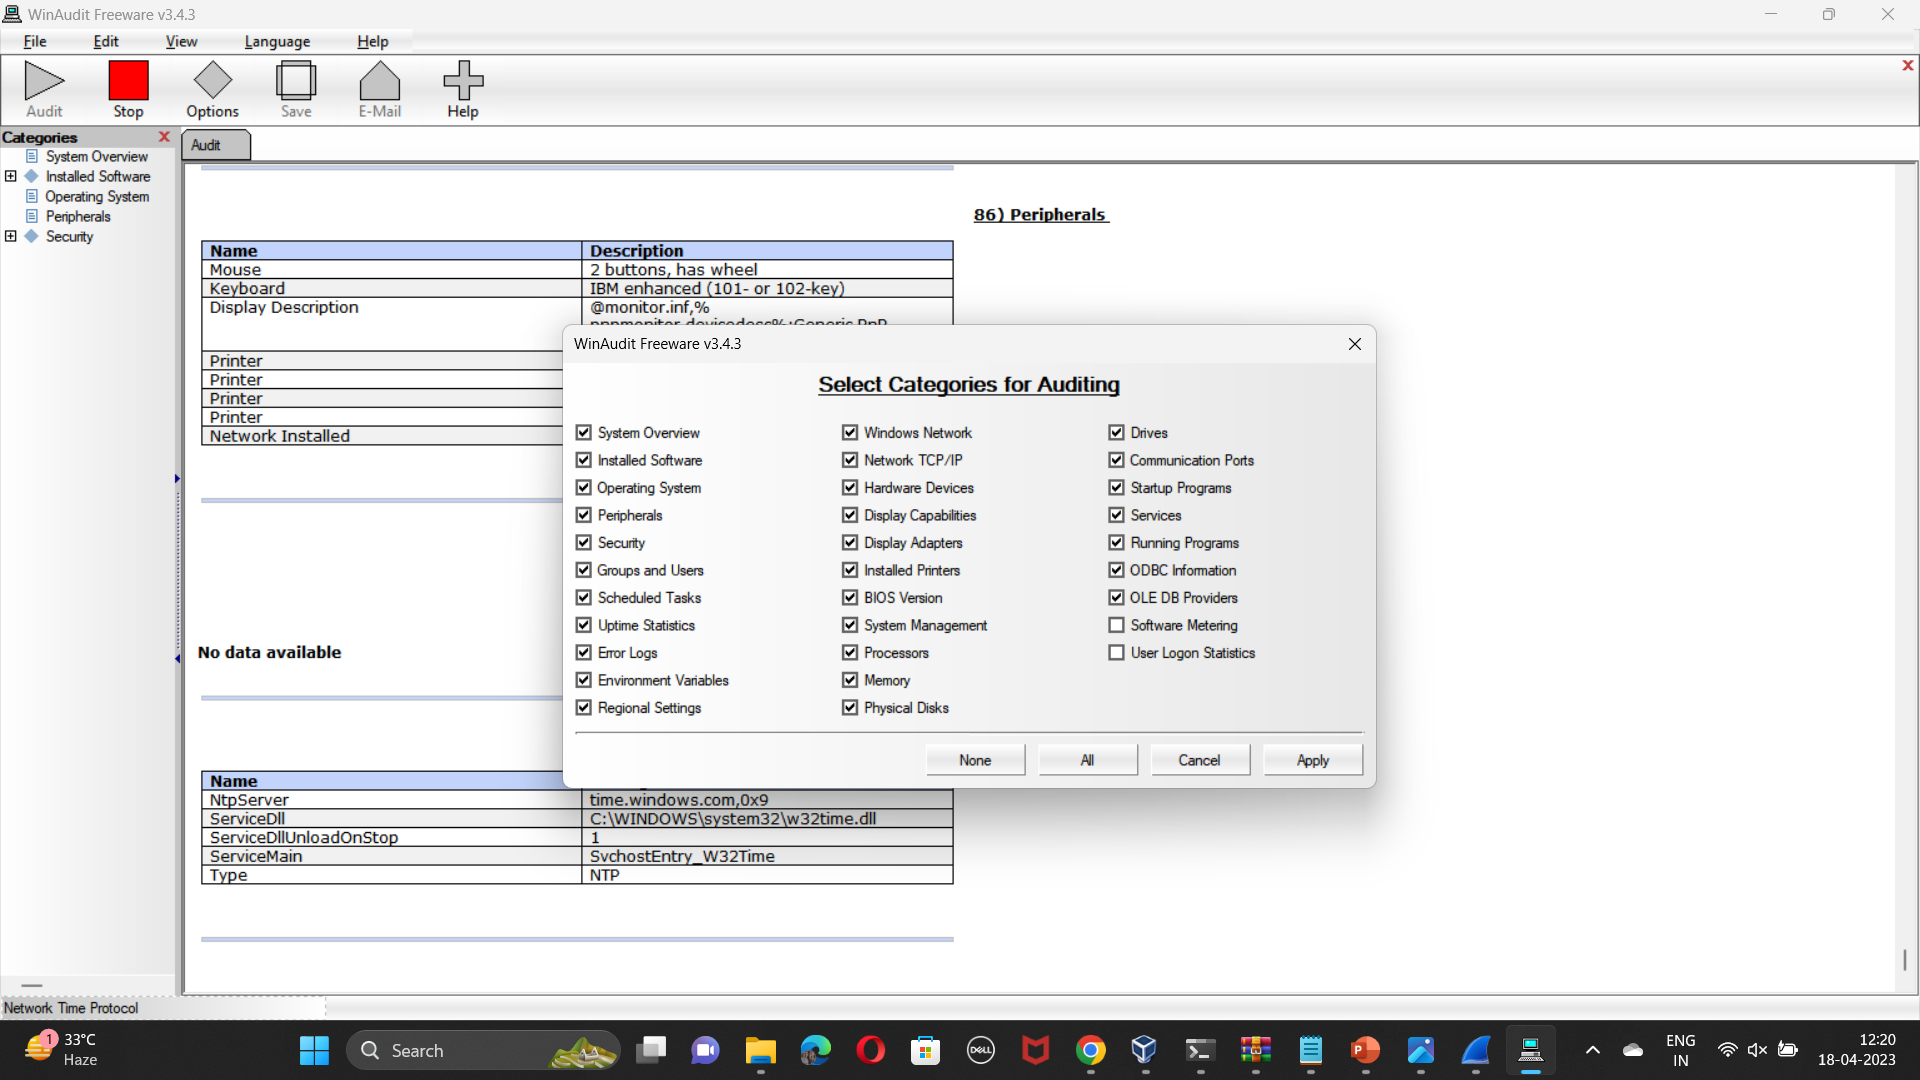 WinAudit Freeware v3.4.3
File Edit View Language Help
Audit Stop Options Save E-Mail Help
Categories
System Overview
Installed Software
Operating System
Peripherals
Security
Audit
86) Peripherals
Name Description
Mouse 2 buttons, has wheel
Keyboard IBM enhanced (101- or 102-key)
Display Description @monitor.inf,%
Printer
Printer
Printer
Printer
Network Installed
No data available
Name
NtpServer time.windows.com,0x9
ServiceDll C:\WINDOWS\system32\w32time.dll
ServiceDllUnloadOnStop 1
ServiceMain SvchostEntry_W32Time
Type NTP
WinAudit Freeware v3.4.3
Select Categories for Auditing
System Overview Windows Network Drives
Installed Software Network TCP/IP Communication Ports
Operating System Hardware Devices Startup Programs
Peripherals Display Capabilities Services
Security Display Adapters Running Programs
Groups and Users Installed Printers ODBC Information
Scheduled Tasks BIOS Version OLE DB Providers
Uptime Statistics System Management Software Metering
Error Logs Processors User Logon Statistics
Environment Variables Memory
Regional Settings Physical Disks
None All Cancel Apply
Network Time Protocol
1 33°C
Haze
Search
DELL
P
ENG
IN
12:20
18-04-2023